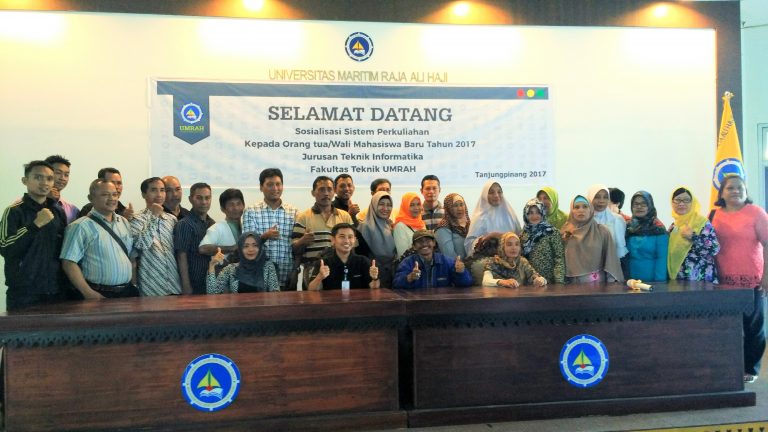 UNIVERSITAS MARITIM RAJA ALI HAJI
UMRAH
SELAMAT DATANG
Sosialisasi Sistem Perkuliahan
Kepada Orang tua/Wali Mahasiswa Baru Tahun 2017
Jurusan Teknik Informatika
Fakultas Teknik UMRAH
Tanjungpinang 2017